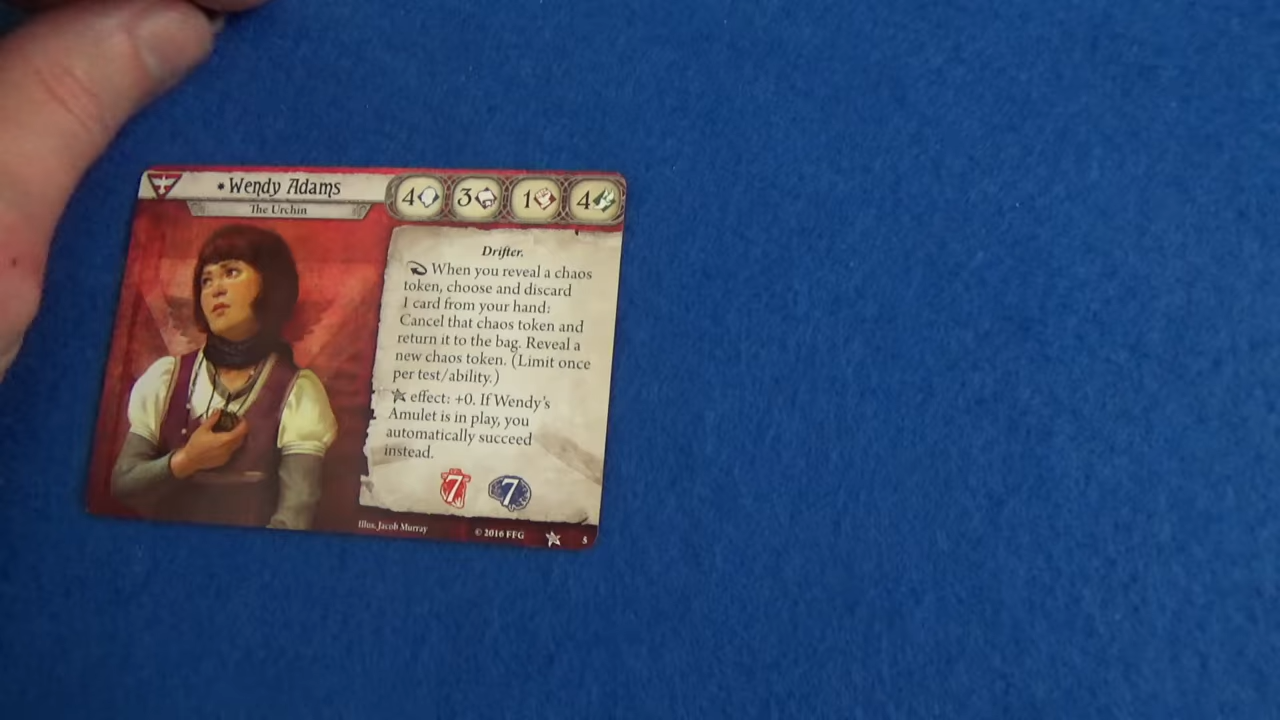 Wendy Adams
The Urchin
4 3 1 4
Drifter.
When you reveal a chaos
token, choose and discard
1 card from your hand:
Cancel that chaos token and
return it to the bag. Reveal a
new chaos token. (Limit once
per test/ability.)
effect: +0. If Wendy's
Amulet is in play, you
automatically succeed
instead.
7 7
Illus. Jacob Murray
© 2016 FFG
5